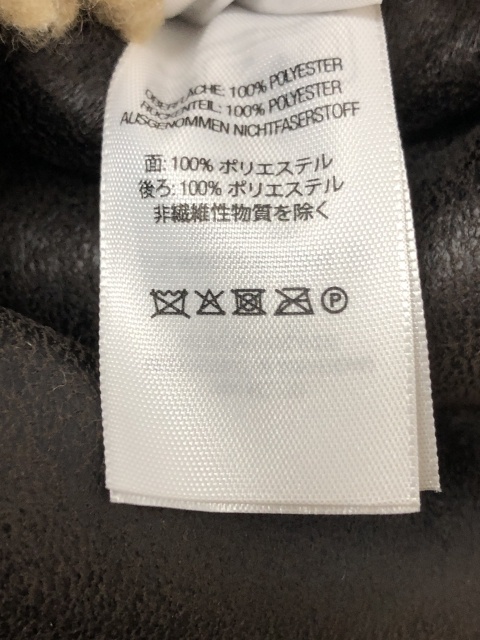 OBERFLÄCHE: 100% POLYESTER
RÜCKENTEIL: 100% POLYESTER
AUSGENOMMEN NICHTFASERSTOFF
面: 100% ポリエステル
後ろ: 100% ポリエステル
非繊維性物質を除く
P